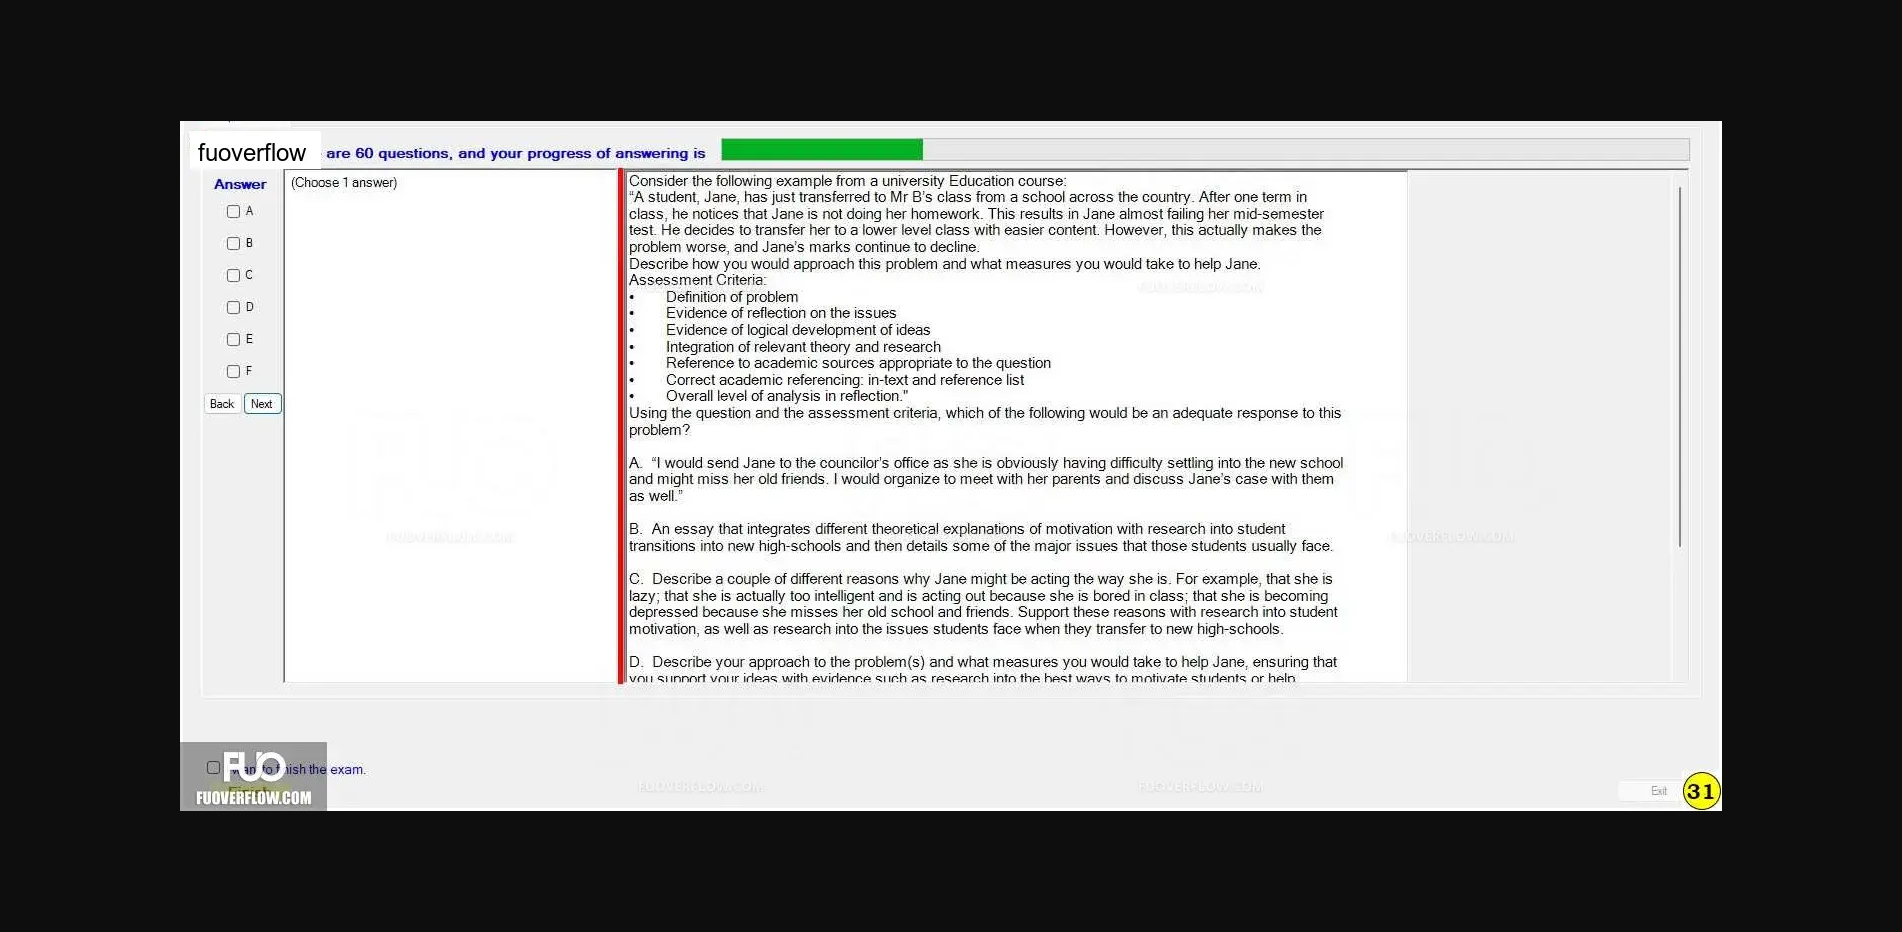 fuoverflow are 60 questions, and your progress of answering is
Answer
A
B
C
D
E
F
Back Next
(Choose 1 answer)
Consider the following example from a university Education course:
“A student, Jane, has just transferred to Mr B’s class from a school across the country. After one term in
class, he notices that Jane is not doing her homework. This results in Jane almost failing her mid-semester
test. He decides to transfer her to a lower level class with easier content. However, this actually makes the
problem worse, and Jane’s marks continue to decline.
Describe how you would approach this problem and what measures you would take to help Jane.
Assessment Criteria:
• Definition of problem
• Evidence of reflection on the issues
• Evidence of logical development of ideas
• Integration of relevant theory and research
• Reference to academic sources appropriate to the question
• Correct academic referencing: in-text and reference list
• Overall level of analysis in reflection.”
Using the question and the assessment criteria, which of the following would be an adequate response to this
problem?
A. “I would send Jane to the councilor’s office as she is obviously having difficulty settling into the new school
and might miss her old friends. I would organize to meet with her parents and discuss Jane’s case with them
as well.”
B. An essay that integrates different theoretical explanations of motivation with research into student
transitions into new high-schools and then details some of the major issues that those students usually face.
C. Describe a couple of different reasons why Jane might be acting the way she is. For example, that she is
lazy; that she is actually too intelligent and is acting out because she is bored in class; that she is becoming
depressed because she misses her old school and friends. Support these reasons with research into student
motivation, as well as research into the issues students face when they transfer to new high-schools.
D. Describe your approach to the problem(s) and what measures you would take to help Jane, ensuring that
you support your ideas with evidence such as research into the best ways to motivate students or help
FUOVERFLOW.COM
FUOVERFLOW.COM
FUOVERFLOW.COM
FUOVERFLOW.COM
FUOVERFLOW.COM
want to finish the exam.
Finish
FUO
FUOVERFLOW.COM
Exit
31